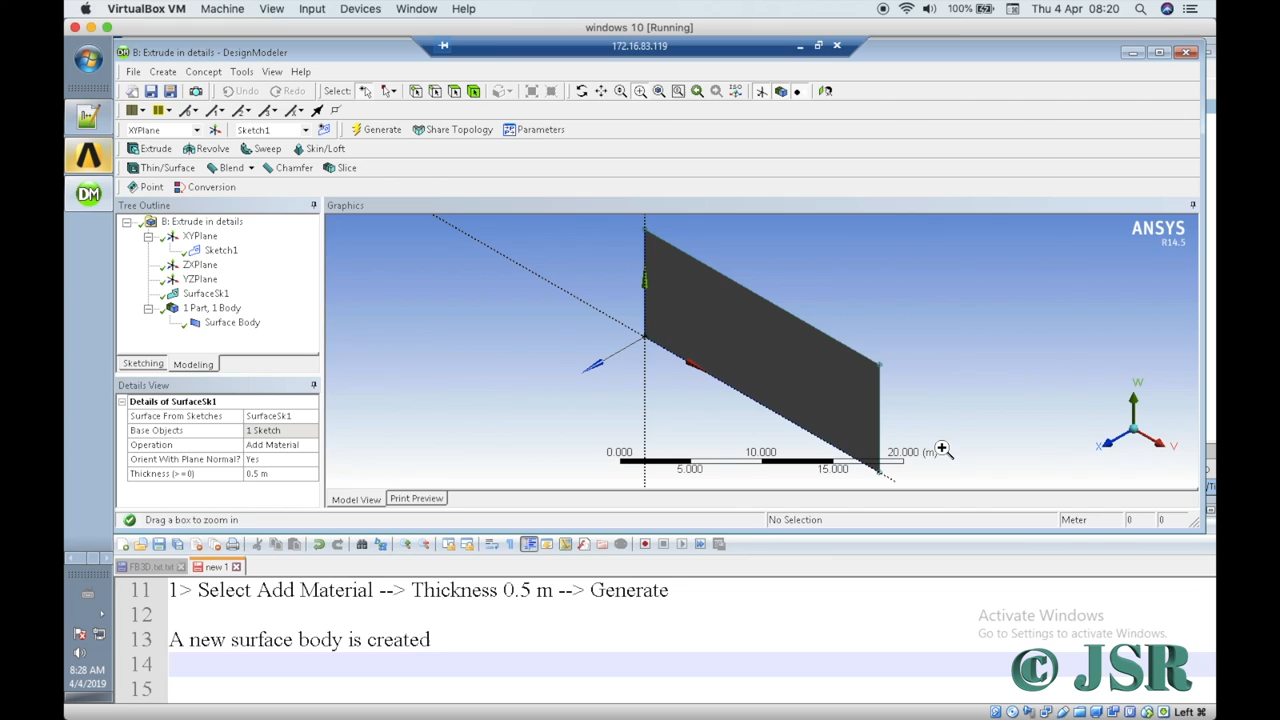 VirtualBox VM Machine View Input Devices Window Help 100% Thu 4 Apr 08:20
windows 10 [Running]
172.16.83.119
DM B: Extrude in details - DesignModeler
File Create Concept Tools View Help
Undo Redo Select:
XYPlane Sketch1 Generate Share Topology Parameters
Extrude Revolve Sweep Skin/Loft
Thin/Surface Blend Chamfer Slice
Point Conversion
Tree Outline Graphics
B: Extrude in details
XYPlane
Sketch1
ZXPlane
YZPlane
SurfaceSk1
1 Part, 1 Body
Surface Body
Sketching Modeling
Details View
Details of SurfaceSk1
Surface From Sketches SurfaceSk1
Base Objects 1 Sketch
Operation Add Material
Orient With Plane Normal? Yes
Thickness (>=0) 0.5 m
ANSYS
R14.5
W
X Y
0.000 10.000 20.000 (m)
5.000 15.000
Model View Print Preview
Drag a box to zoom in No Selection Meter 0 0
FB3D.txt.txt new 1
11 1> Select Add Material --> Thickness 0.5 m --> Generate
12
13 A new surface body is created
14
15
Activate Windows
Go to Settings to activate Windows.
© JSR
DM
8:28 AM
4/4/2019
Left ⌘